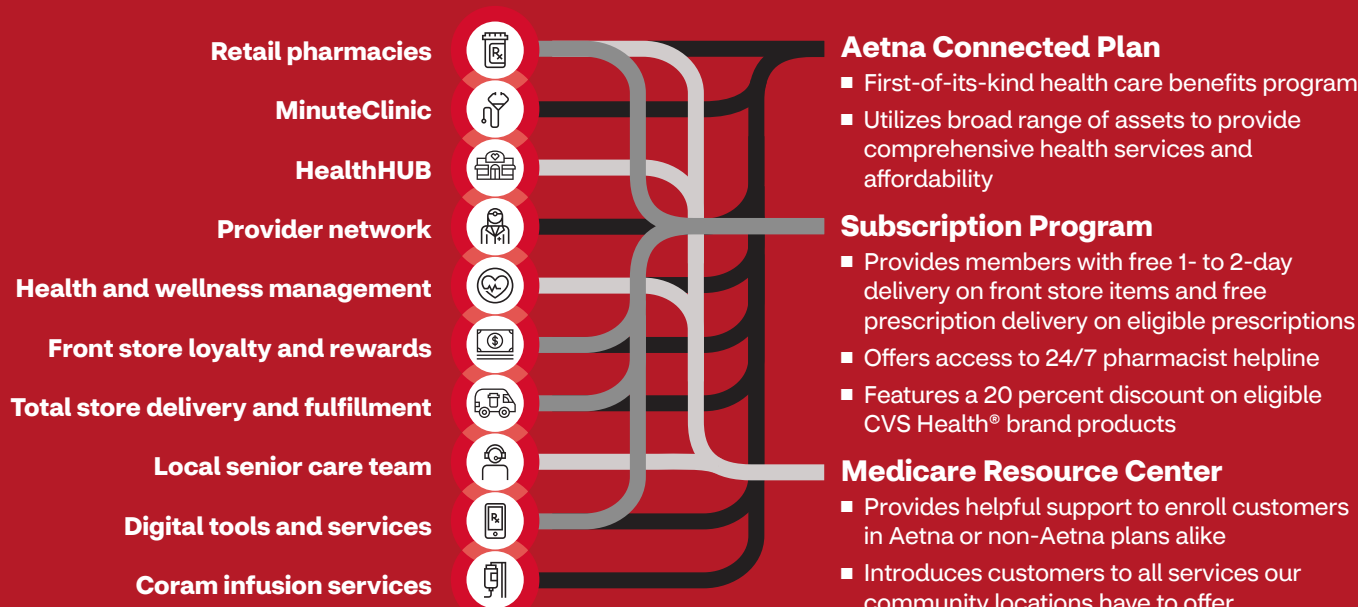 Retail pharmacies
MinuteClinic
HealthHUB
Provider network
Health and wellness management
Front store loyalty and rewards
Total store delivery and fulfillment
Local senior care team
Digital tools and services
Coram infusion services
Aetna Connected Plan
■ First-of-its-kind health care benefits program
■ Utilizes broad range of assets to provide
comprehensive health services and
affordability
Subscription Program
■ Provides members with free 1- to 2-day
delivery on front store items and free
prescription delivery on eligible prescriptions
■ Offers access to 24/7 pharmacist helpline
■ Features a 20 percent discount on eligible
CVS Health® brand products
Medicare Resource Center
■ Provides helpful support to enroll customers
in Aetna or non-Aetna plans alike
■ Introduces customers to all services our
community locations have to offer